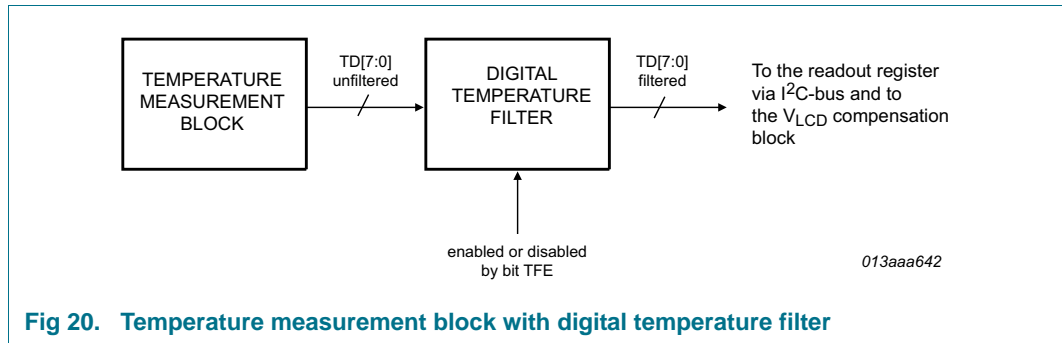 TEMPERATURE
MEASUREMENT
BLOCK
TD[7:0]
unfiltered
DIGITAL
TEMPERATURE
FILTER
TD[7:0]
filtered
To the readout register
via I²C-bus and to
the VLCD compensation
block
enabled or disabled
by bit TFE
013aaa642
Fig 20. Temperature measurement block with digital temperature filter